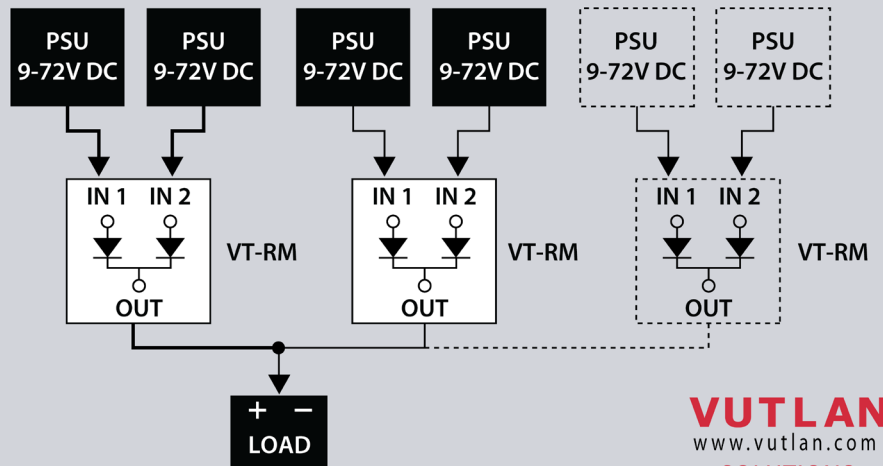 PSU
9-72V DC
PSU
9-72V DC
PSU
9-72V DC
PSU
9-72V DC
PSU
9-72V DC
PSU
9-72V DC
IN 1 IN 2
OUT
VT-RM
IN 1 IN 2
OUT
VT-RM
IN 1 IN 2
OUT
VT-RM
+ −
LOAD
VUTLAN
www.vutlan.com